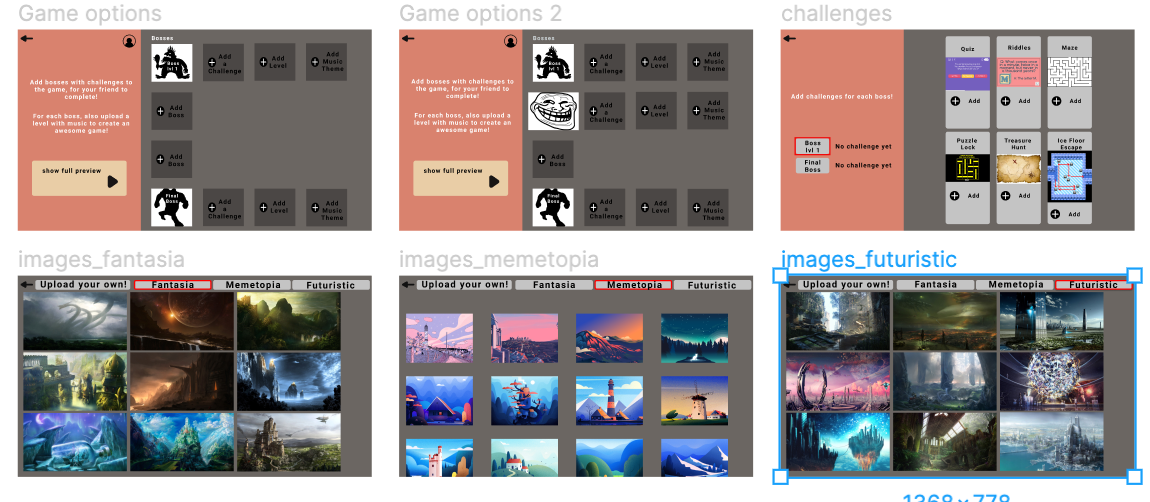 Game options
Game options 2
challenges
Bosses
Boss
lvl 1
Add
a
Challenge
Add
Level
Add
Music
Theme
Add bosses with challenges to
the game, for your friend to
complete!
For each boss, also upload a
level with music to create an
awesome game!
Add
Boss
Add
Boss
show full preview
Final
Boss
Add
a
Challenge
Add
Level
Add
Music
Theme
Bosses
Boss
lvl 1
Add
a
Challenge
Add
Level
Add
Music
Theme
Add bosses with challenges to
the game, for your friend to
complete!
For each boss, also upload a
level with music to create an
awesome game!
Add
a
Challenge
Add
Level
Add
Music
Theme
Add
Boss
show full preview
Final
Boss
Add
a
Challenge
Add
Level
Add
Music
Theme
Add challenges for each boss!
Boss
lvl 1
No challenge yet
Final
Boss
No challenge yet
Quiz
Riddles
Maze
Add
Add
Add
Puzzle
Lock
Treasure
Hunt
Ice Floor
Escape
Add
Add
Add
images_fantasia
images_memetopia
images_futuristic
Upload your own!
Fantasia
Memetopia
Futuristic
Upload your own!
Fantasia
Memetopia
Futuristic
Upload your own!
Fantasia
Memetopia
Futuristic
1368 × 778